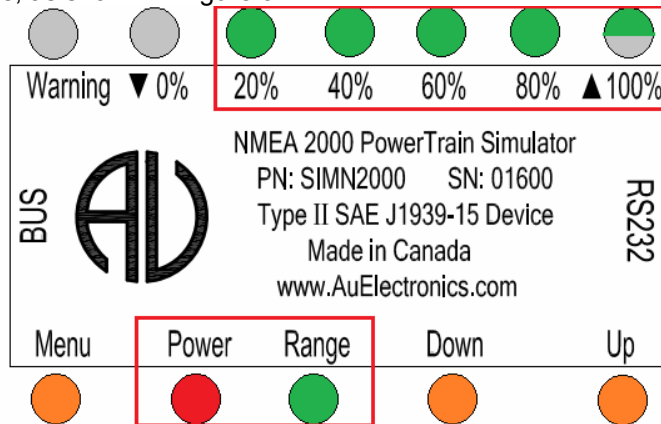 Warning ▼ 0% 20% 40% 60% 80% ▲ 100%
NMEA 2000 PowerTrain Simulator
PN: SIMN2000 SN: 01600
Type II SAE J1939-15 Device
Made in Canada
www.AuElectronics.com
BUS
AU
RS232
Menu Power Range Down Up